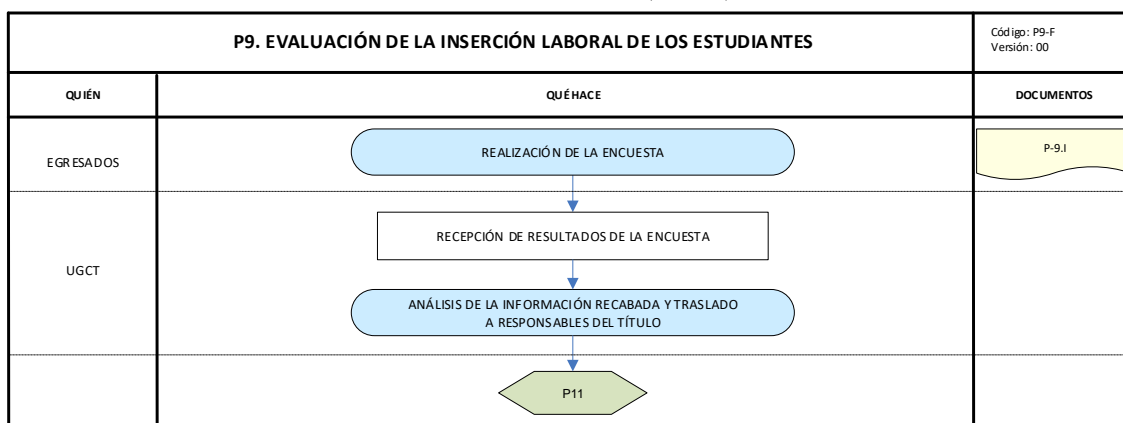 P9. EVALUACIÓN DE LA INSERCIÓN LABORAL DE LOS ESTUDIANTES
Código: P9-F
Versión: 00
QUIÉN
QUÉ HACE
DOCUMENTOS
EGRESADOS
REALIZACIÓN DE LA ENCUESTA
P-9.I
RECEPCIÓN DE RESULTADOS DE LA ENCUESTA
UGCT
ANÁLISIS DE LA INFORMACIÓN RECABADA Y TRASLADO
A RESPONSABLES DEL TÍTULO
P11